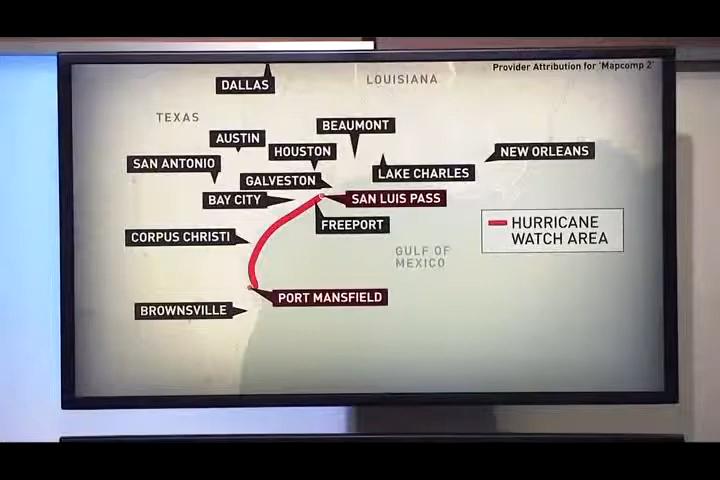 Provider Attribution for 'Mapcomp 2'
LOUISIANA
DALLAS
TEXAS
BEAUMONT
AUSTIN
HOUSTON
NEW ORLEANS
SAN ANTONIO
LAKE CHARLES
GALVESTON
BAY CITY
SAN LUIS PASS
FREEPORT
CORPUS CHRISTI
HURRICANE
WATCH AREA
GULF OF
MEXICO
PORT MANSFIELD
BROWNSVILLE